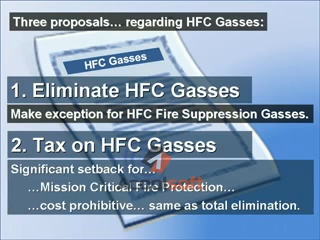 Three proposals… regarding HFC Gasses:
HFC Gasses
1. Eliminate HFC Gasses
Make exception for HFC Fire Suppression Gasses.
2. Tax on HFC Gasses
Significant setback for…
…Mission Critical Fire Protection…
…cost prohibitive… same as total elimination.